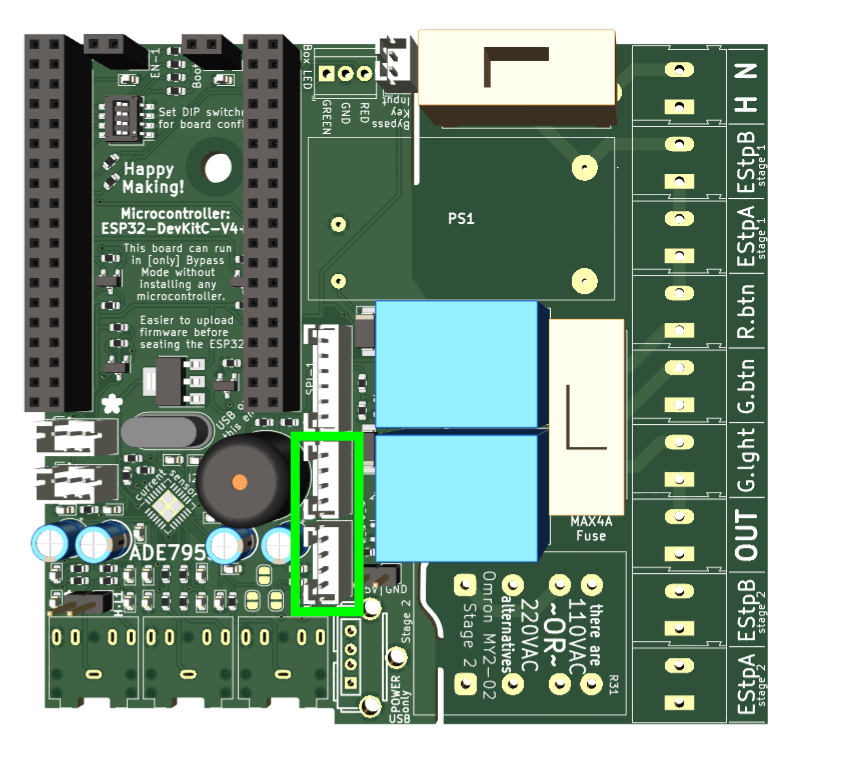 EN-1
Boot
Box LED
GREEN
GND
RED
Bypass
Key
Input
Set DIP switch
for board confi
Happy
Making!
Microcontroller:
ESP32-DevKitC-V4-
This board can run
in [only] Bypass
Mode without
installing any
microcontroller.
Easier to upload
firmware before
seating the ESP32
PS1
SPI-1
USB o
this en
current sensor
ADE795
MAX4A
Fuse
GND
Stage 2
POWER
only
USB
Omron MY2-02
Stage 2
alternatives
220VAC
~OR~
110VAC
there are
R31
H N
EStpB
stage 1
EStpA
stage 1
R.btn
G.btn
G.lght
OUT
EStpB
stage 2
EStpA
stage 2